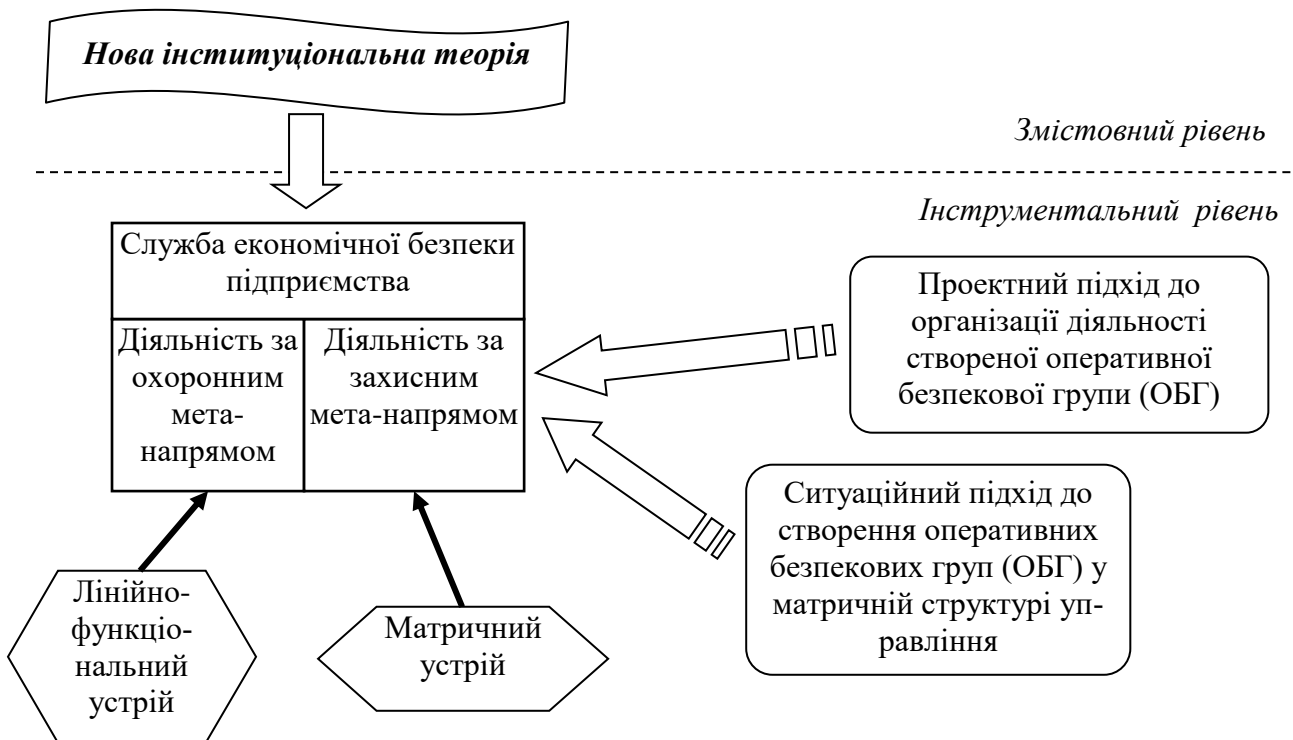 Нова інституціональна теорія
Змістовний рівень
Інструментальний рівень
Служба економічної безпеки
підприємства
Діяльність за
охоронним
мета-
напрямом
Діяльність за
захисним
мета-напрямом
Проектний підхід до
організації діяльності
створеної оперативної
безпекової групи (ОБГ)
Ситуаційний підхід до
створення оперативних
безпекових груп (ОБГ) у
матричній структурі уп-
равління
Лінійно-
функціо-
нальний
устрій
Матричний
устрій